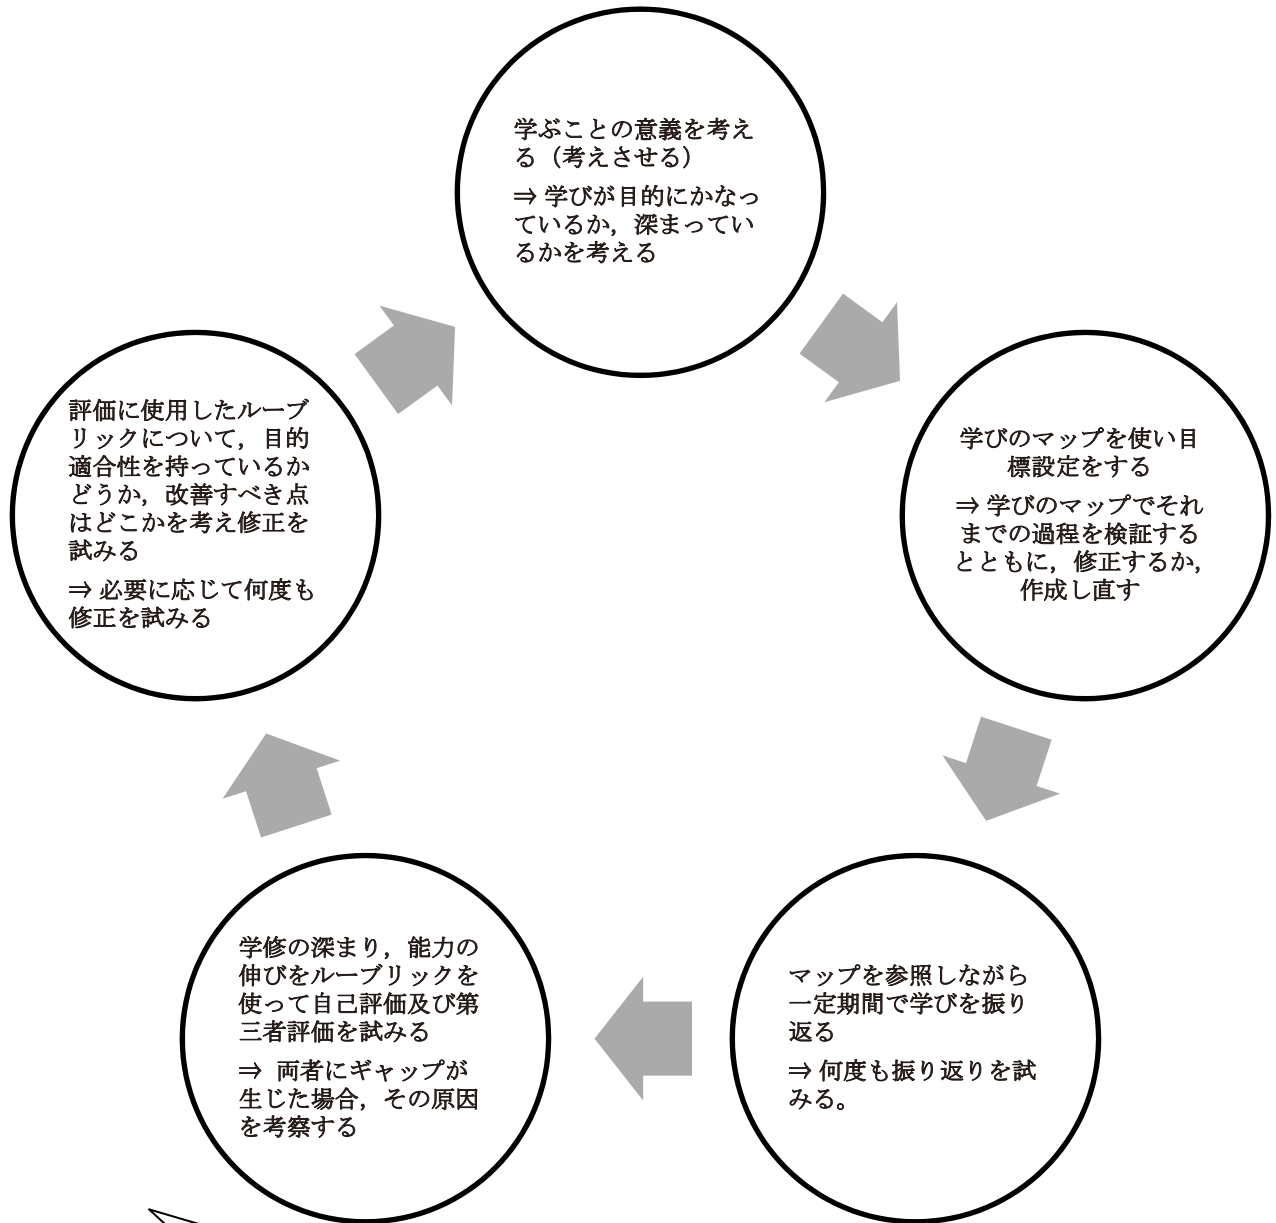 学ぶことの意義を考え
る（考えさせる）
⇒ 学びが目的にかなっ
ているか，深まってい
るかを考える
学びのマップを使い目
標設定をする
⇒ 学びのマップでそれ
までの過程を検証する
とともに，修正するか，
作成し直す
マップを参照しながら
一定期間で学びを振り
返る
⇒ 何度も振り返りを試
みる。
学修の深まり，能力の
伸びをルーブリックを
使って自己評価及び第
三者評価を試みる
⇒ 両者にギャップが
生じた場合，その原因
を考察する
評価に使用したルーブ
リックについて，目的
適合性を持っているか
どうか，改善すべき点
はどこかを考え修正を
試みる
⇒ 必要に応じて何度も
修正を試みる